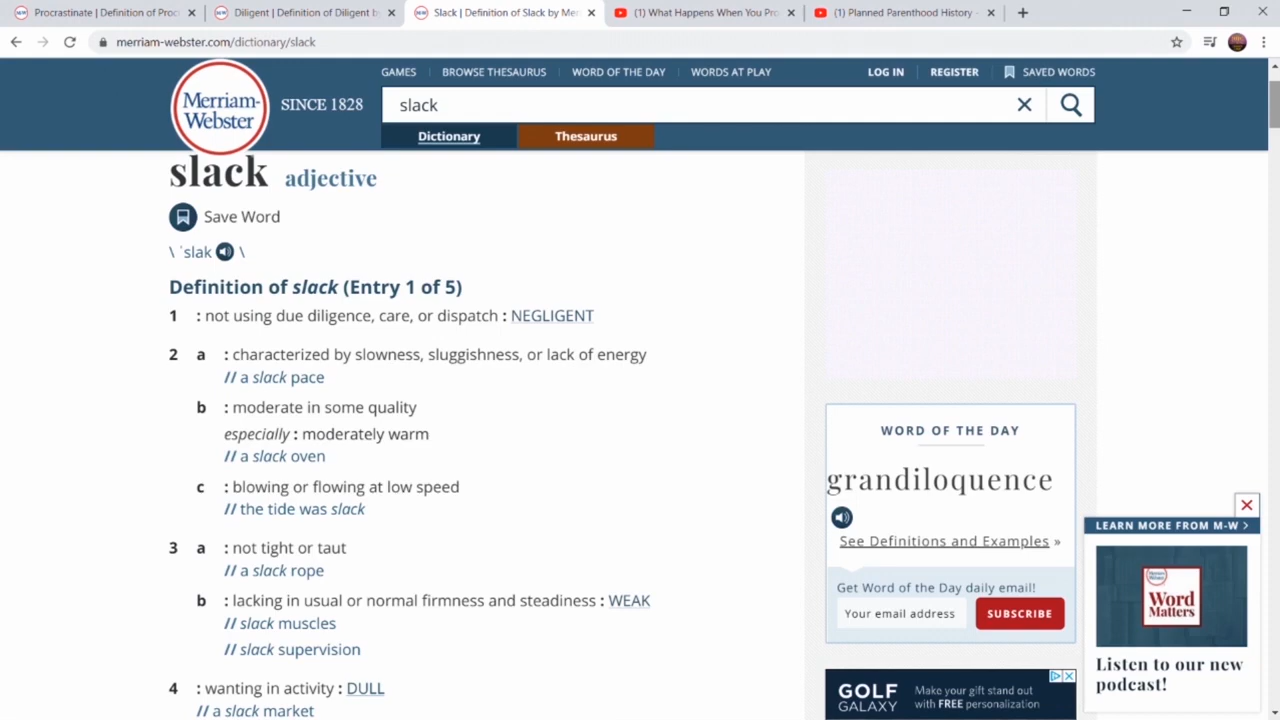 Procrastinate | Definition of Proc
Diligent | Definition of Diligent b
Slack | Definition of Slack by Mer
(1) What Happens When You Pro
(1) Planned Parenthood History -
merriam-webster.com/dictionary/slack
GAMES BROWSE THESAURUS WORD OF THE DAY WORDS AT PLAY LOG IN REGISTER SAVED WORDS
Merriam-
Webster
SINCE 1828
slack
Dictionary Thesaurus
slack adjective
Save Word
\ ˈslak \
Definition of slack (Entry 1 of 5)
1 : not using due diligence, care, or dispatch : NEGLIGENT
2 a : characterized by slowness, sluggishness, or lack of energy
// a slack pace
b : moderate in some quality
especially : moderately warm
// a slack oven
c : blowing or flowing at low speed
// the tide was slack
3 a : not tight or taut
// a slack rope
b : lacking in usual or normal firmness and steadiness : WEAK
// slack muscles
// slack supervision
4 : wanting in activity : DULL
// a slack market
WORD OF THE DAY
grandiloquence
See Definitions and Examples »
Get Word of the Day daily email!
Your email address SUBSCRIBE
GOLF
GALAXY
Make your gift stand out
with FREE personalization
LEARN MORE FROM M-W >
Merriam-
Webster
Word
Matters
Listen to our new
podcast!